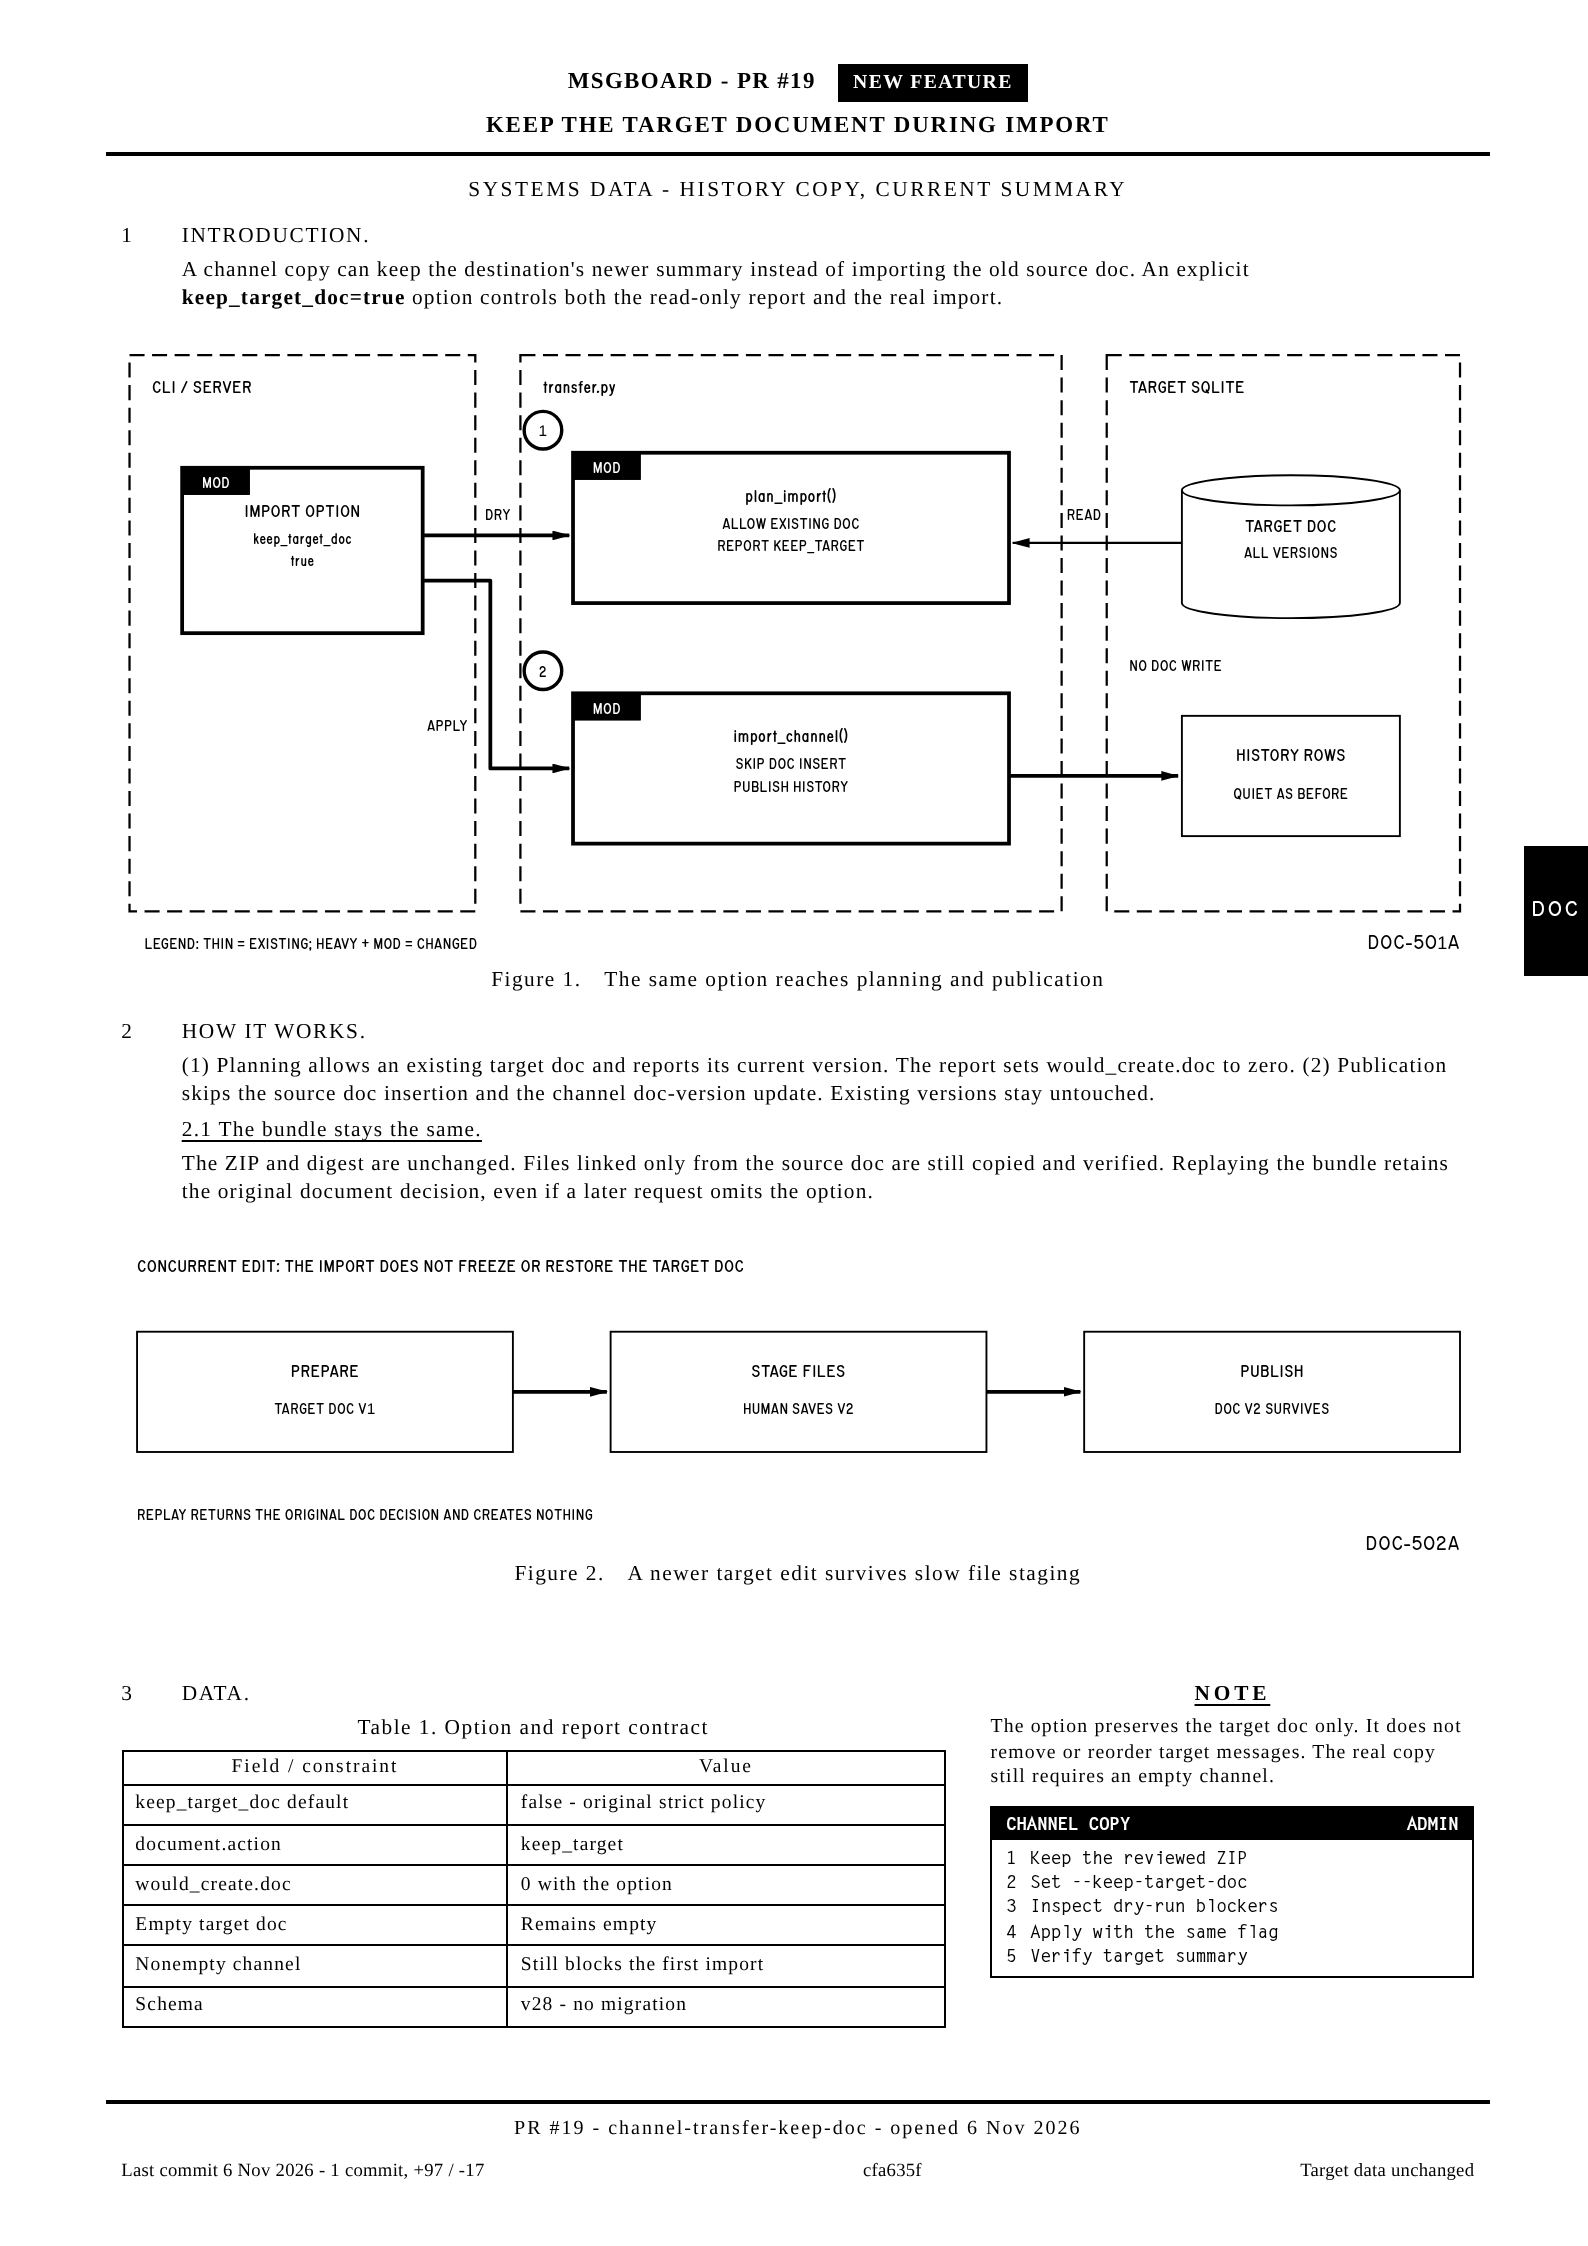 MSGBOARD - PR #19 NEW FEATURE
KEEP THE TARGET DOCUMENT DURING IMPORT
SYSTEMS DATA - HISTORY COPY, CURRENT SUMMARY
1 INTRODUCTION.
A channel copy can keep the destination's newer summary instead of importing the old source doc. An explicit
keep_target_doc=true option controls both the read-only report and the real import.
CLI / SERVER
MOD
IMPORT OPTION
keep_target_doc
true
DRY
APPLY
transfer.py
1
MOD
plan_import()
ALLOW EXISTING DOC
REPORT KEEP_TARGET
2
MOD
import_channel()
SKIP DOC INSERT
PUBLISH HISTORY
READ
TARGET SQLITE
TARGET DOC
ALL VERSIONS
NO DOC WRITE
HISTORY ROWS
QUIET AS BEFORE
DOC
LEGEND: THIN = EXISTING; HEAVY + MOD = CHANGED
DOC-501A
Figure 1. The same option reaches planning and publication
2 HOW IT WORKS.
(1) Planning allows an existing target doc and reports its current version. The report sets would_create.doc to zero. (2) Publication
skips the source doc insertion and the channel doc-version update. Existing versions stay untouched.
2.1 The bundle stays the same.
The ZIP and digest are unchanged. Files linked only from the source doc are still copied and verified. Replaying the bundle retains
the original document decision, even if a later request omits the option.
CONCURRENT EDIT: THE IMPORT DOES NOT FREEZE OR RESTORE THE TARGET DOC
PREPARE
TARGET DOC V1
STAGE FILES
HUMAN SAVES V2
PUBLISH
DOC V2 SURVIVES
REPLAY RETURNS THE ORIGINAL DOC DECISION AND CREATES NOTHING
DOC-502A
Figure 2. A newer target edit survives slow file staging
3 DATA.
Table 1. Option and report contract
Field / constraint Value
keep_target_doc default false - original strict policy
document.action keep_target
would_create.doc 0 with the option
Empty target doc Remains empty
Nonempty channel Still blocks the first import
Schema v28 - no migration
NOTE
The option preserves the target doc only. It does not
remove or reorder target messages. The real copy
still requires an empty channel.
CHANNEL COPY ADMIN
1 Keep the reviewed ZIP
2 Set --keep-target-doc
3 Inspect dry-run blockers
4 Apply with the same flag
5 Verify target summary
PR #19 - channel-transfer-keep-doc - opened 6 Nov 2026
Last commit 6 Nov 2026 - 1 commit, +97 / -17 cfa635f Target data unchanged